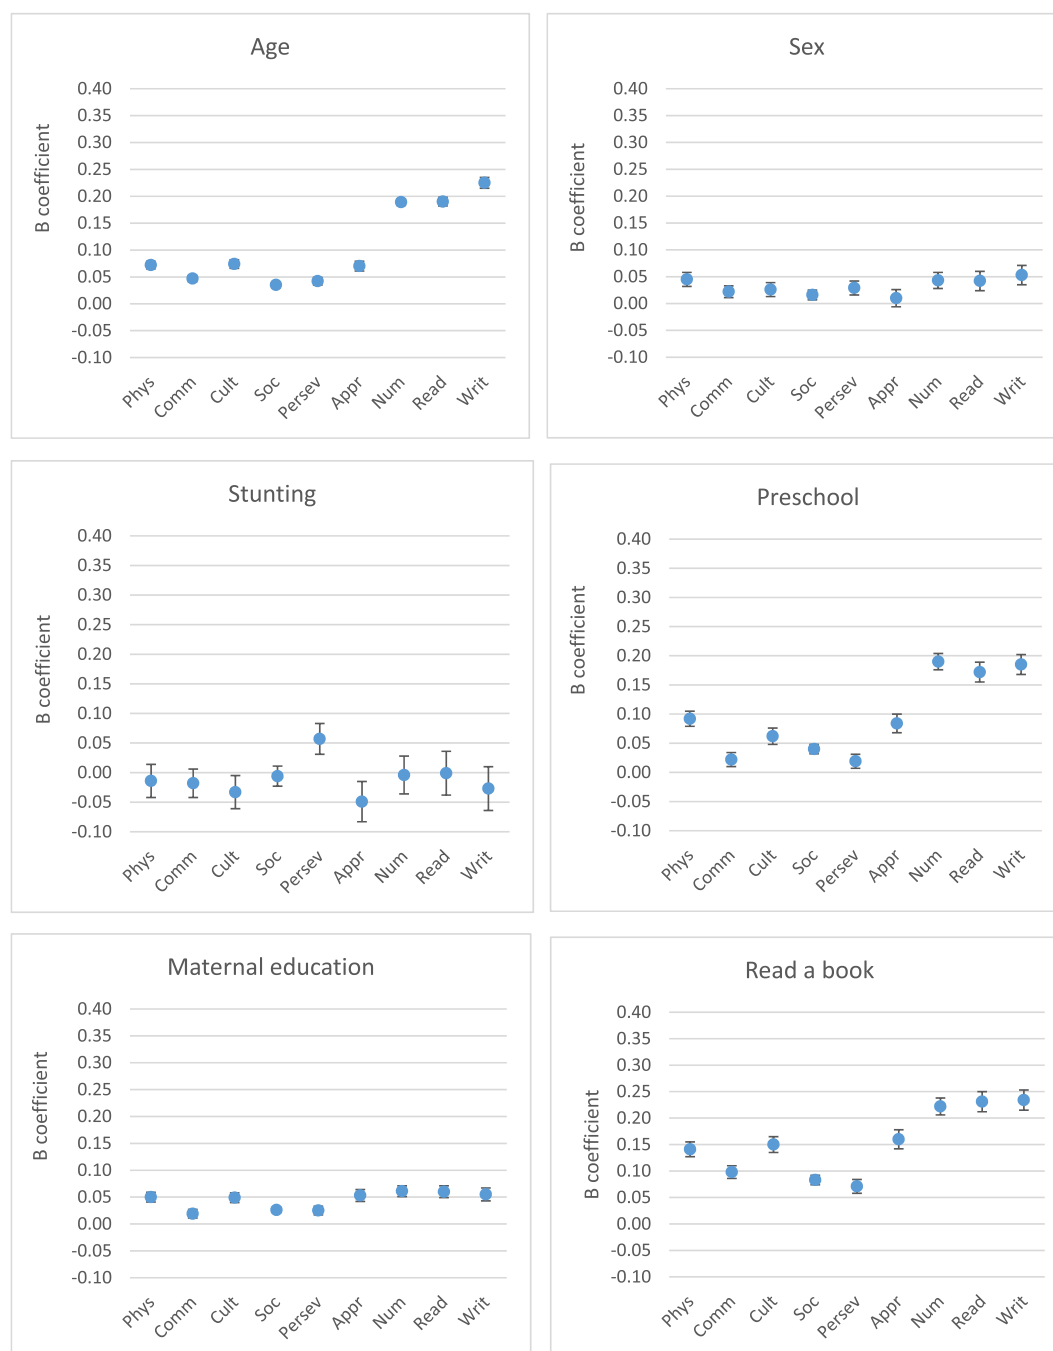 Age
B coefficient
0.40
0.35
0.30
0.25
0.20
0.15
0.10
0.05
0.00
-0.05
-0.10
Phys
Comm
Cult
Soc
Persev
Appr
Num
Read
Writ
Sex
B coefficient
0.40
0.35
0.30
0.25
0.20
0.15
0.10
0.05
0.00
-0.05
-0.10
Phys
Comm
Cult
Soc
Persev
Appr
Num
Read
Writ
Stunting
B coefficient
0.40
0.35
0.30
0.25
0.20
0.15
0.10
0.05
0.00
-0.05
-0.10
Phys
Comm
Cult
Soc
Persev
Appr
Num
Read
Writ
Preschool
B coefficient
0.40
0.35
0.30
0.25
0.20
0.15
0.10
0.05
0.00
-0.05
-0.10
Phys
Comm
Cult
Soc
Persev
Appr
Num
Read
Writ
Maternal education
B coefficient
0.40
0.35
0.30
0.25
0.20
0.15
0.10
0.05
0.00
-0.05
-0.10
Phys
Comm
Cult
Soc
Persev
Appr
Num
Read
Writ
Read a book
B coefficient
0.40
0.35
0.30
0.25
0.20
0.15
0.10
0.05
0.00
-0.05
-0.10
Phys
Comm
Cult
Soc
Persev
Appr
Num
Read
Writ